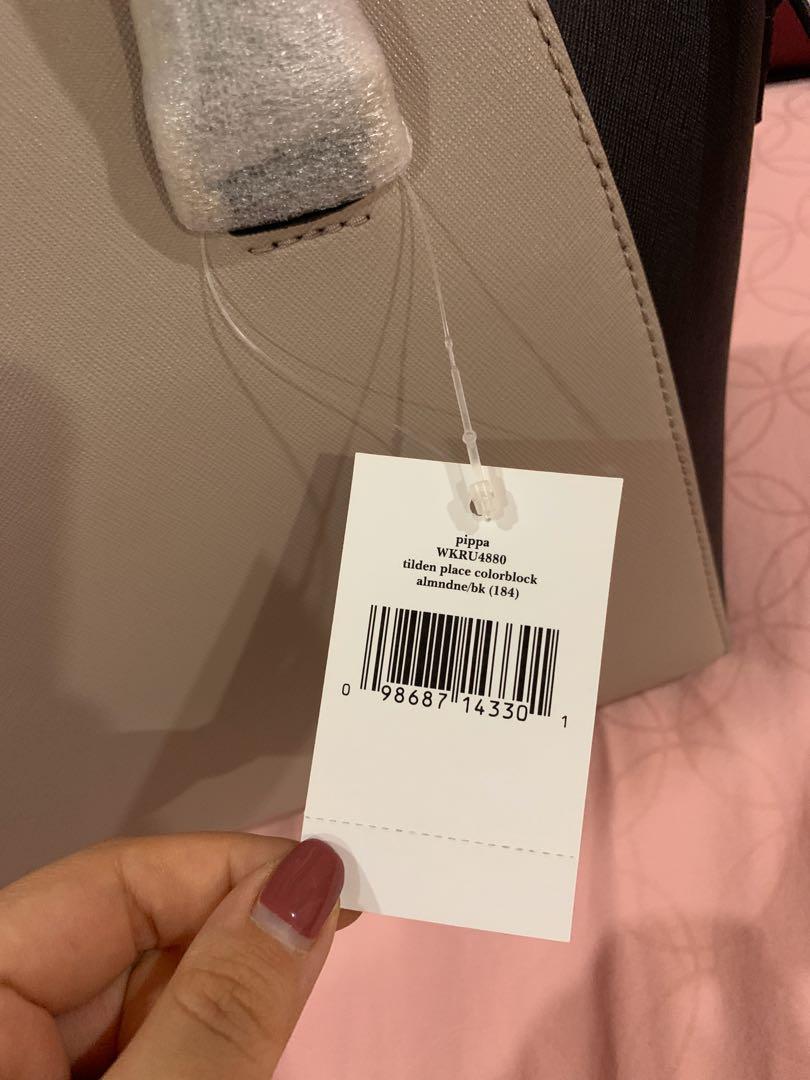 pippa
WKRU4880
tilden place colorblock
almndne/bk (184)
0 98687 14330 1